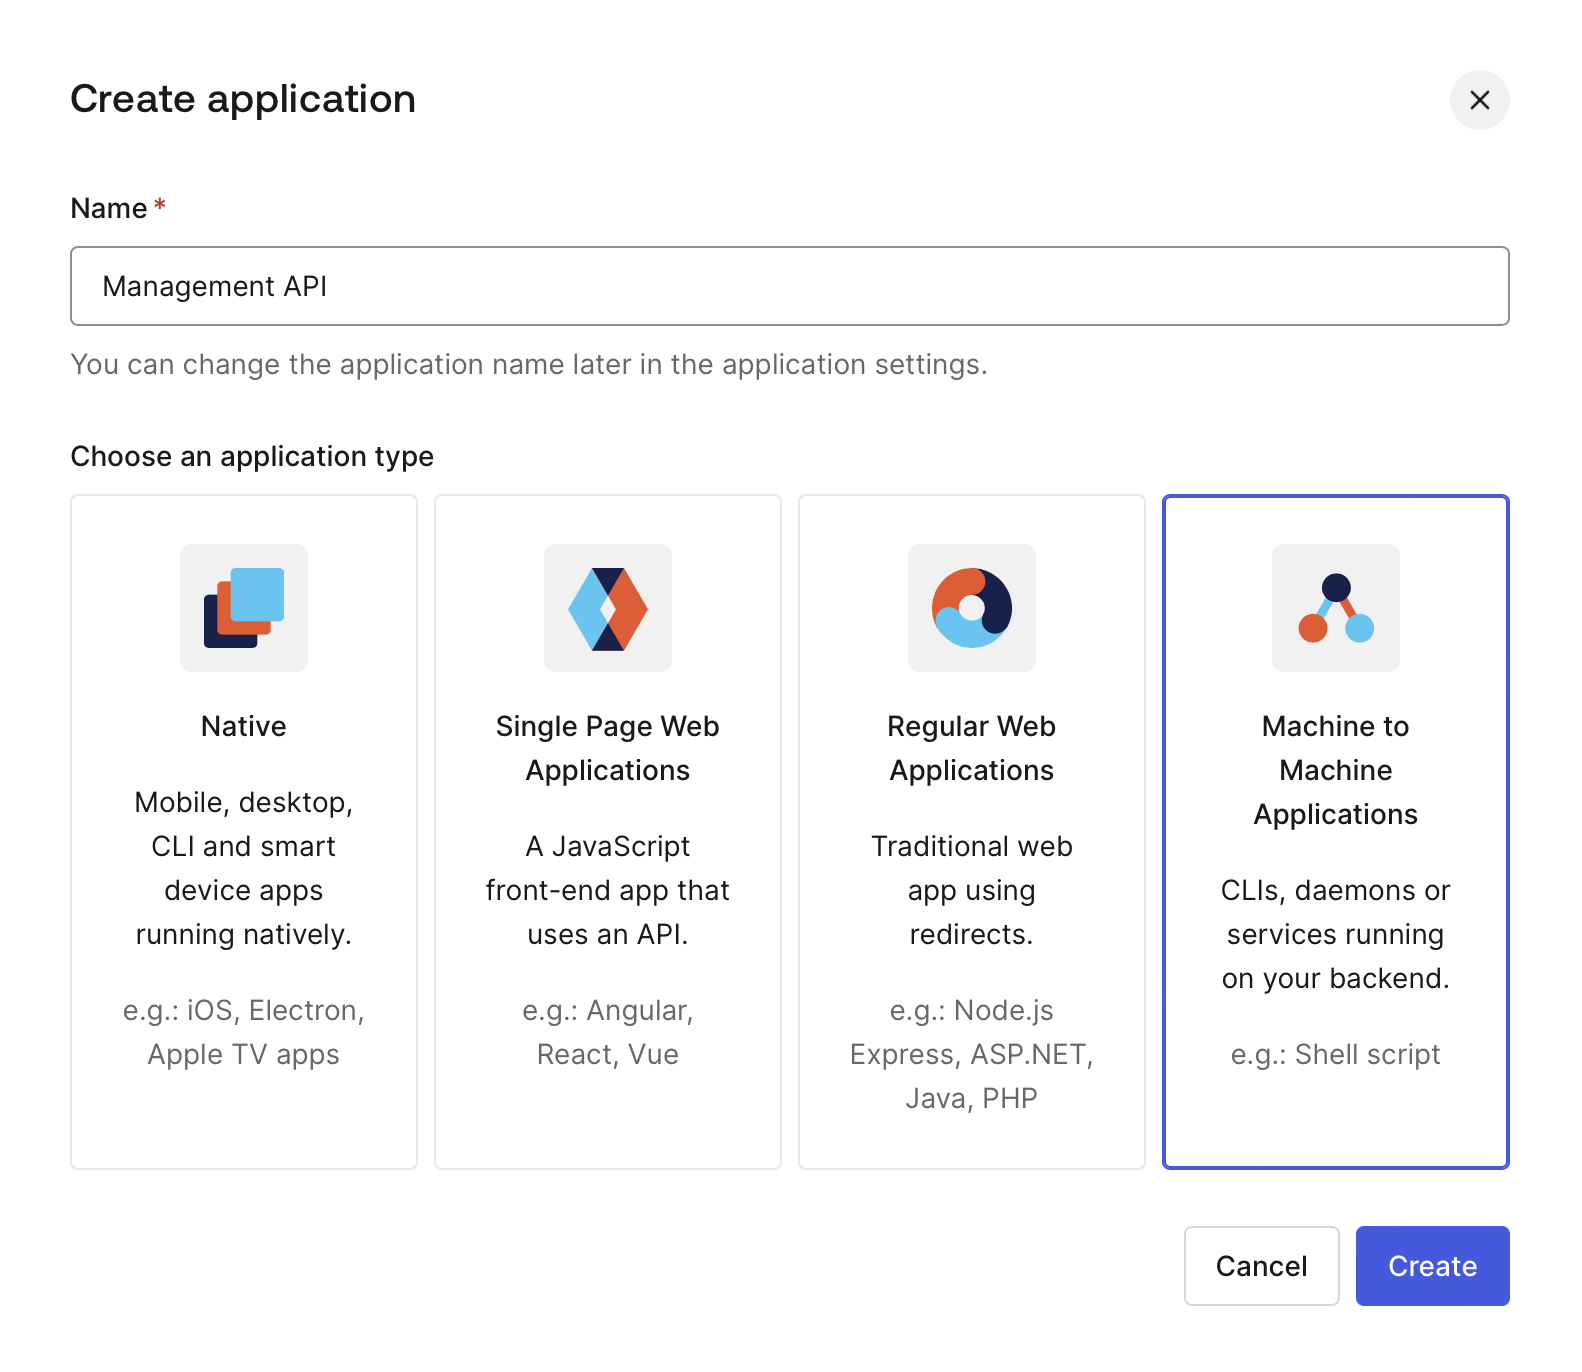 Create application
Name *
Management API
You can change the application name later in the application settings.
Choose an application type
Native
Mobile, desktop,
CLI and smart
device apps
running natively.
e.g.: iOS, Electron,
Apple TV apps
Single Page Web
Applications
A JavaScript
front-end app that
uses an API.
e.g.: Angular,
React, Vue
Regular Web
Applications
Traditional web
app using
redirects.
e.g.: Node.js
Express, ASP.NET,
Java, PHP
Machine to
Machine
Applications
CLIs, daemons or
services running
on your backend.
e.g.: Shell script
Cancel
Create